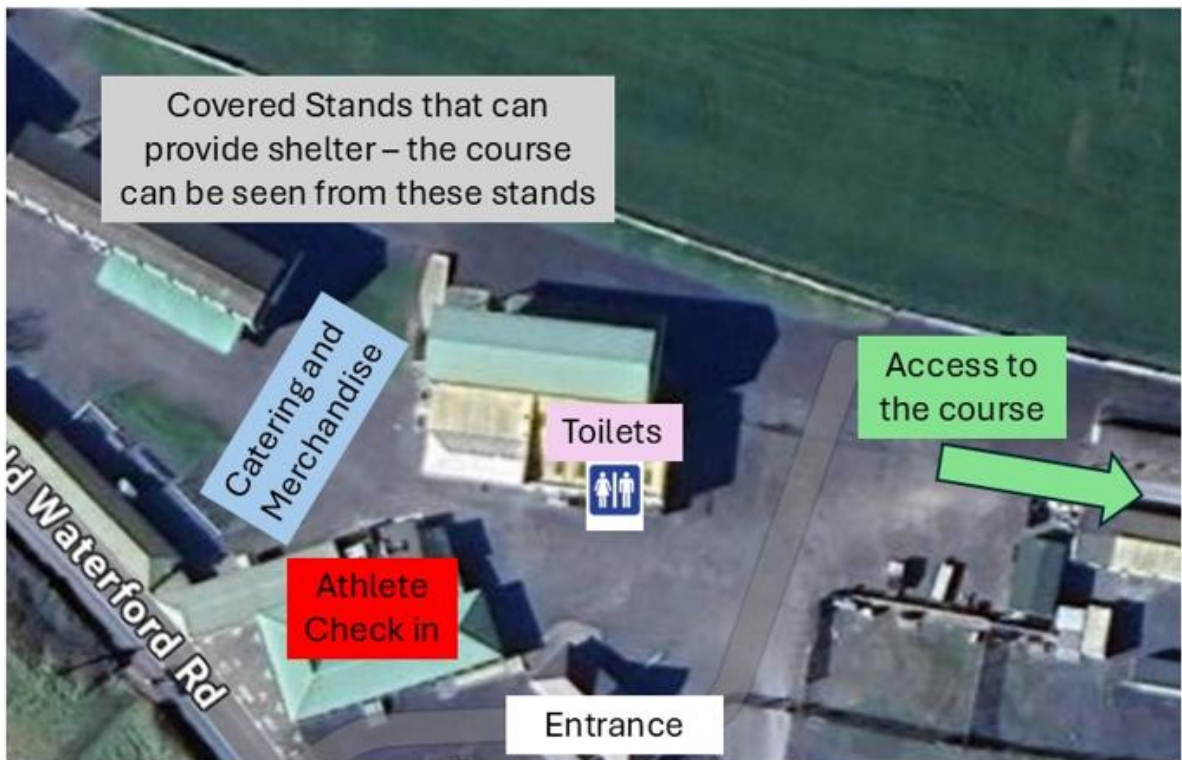 Covered Stands that can
provide shelter – the course
can be seen from these stands
Catering and
Merchandise
Toilets
Access to
the course
Athlete
Check in
ld Waterford Rd
Entrance